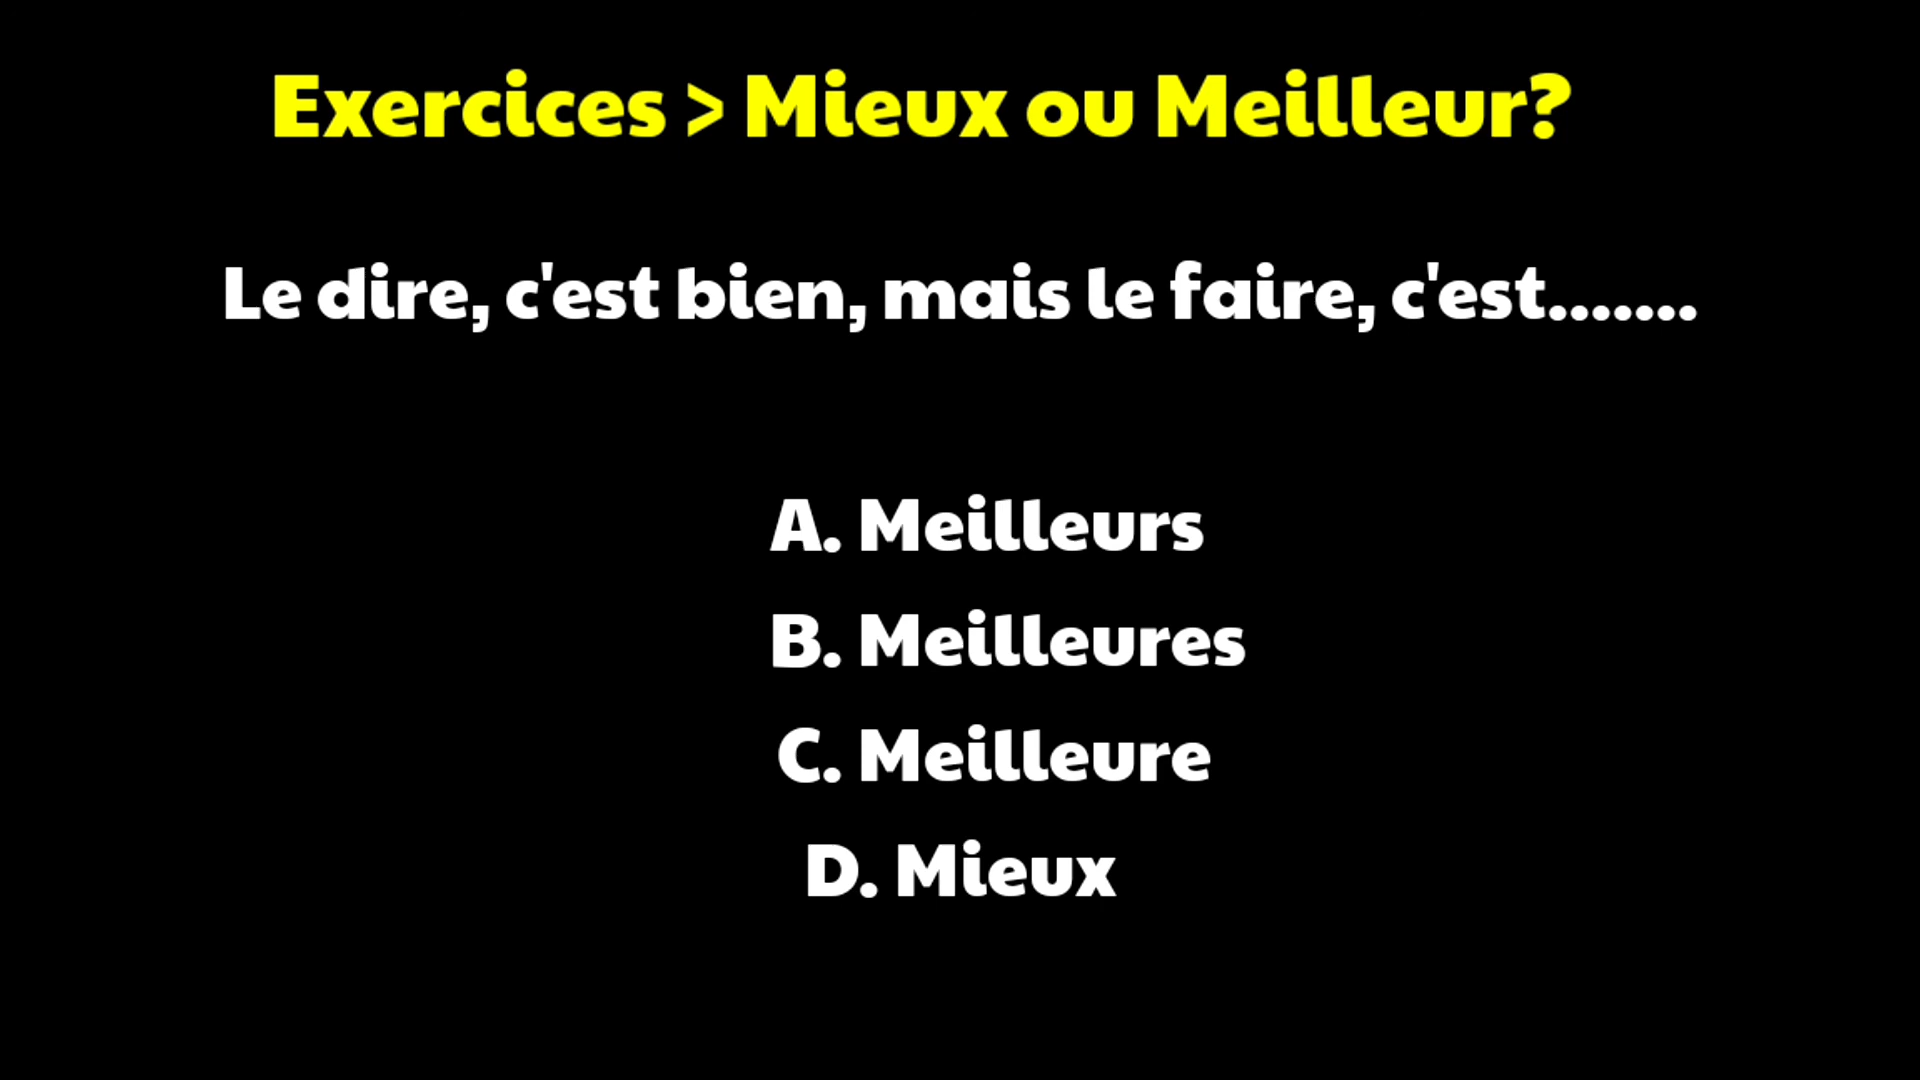 Exercices > Mieux ou Meilleur?
Le dire, c'est bien, mais le faire, c'est.......
A. Meilleurs
B. Meilleures
C. Meilleure
D. Mieux